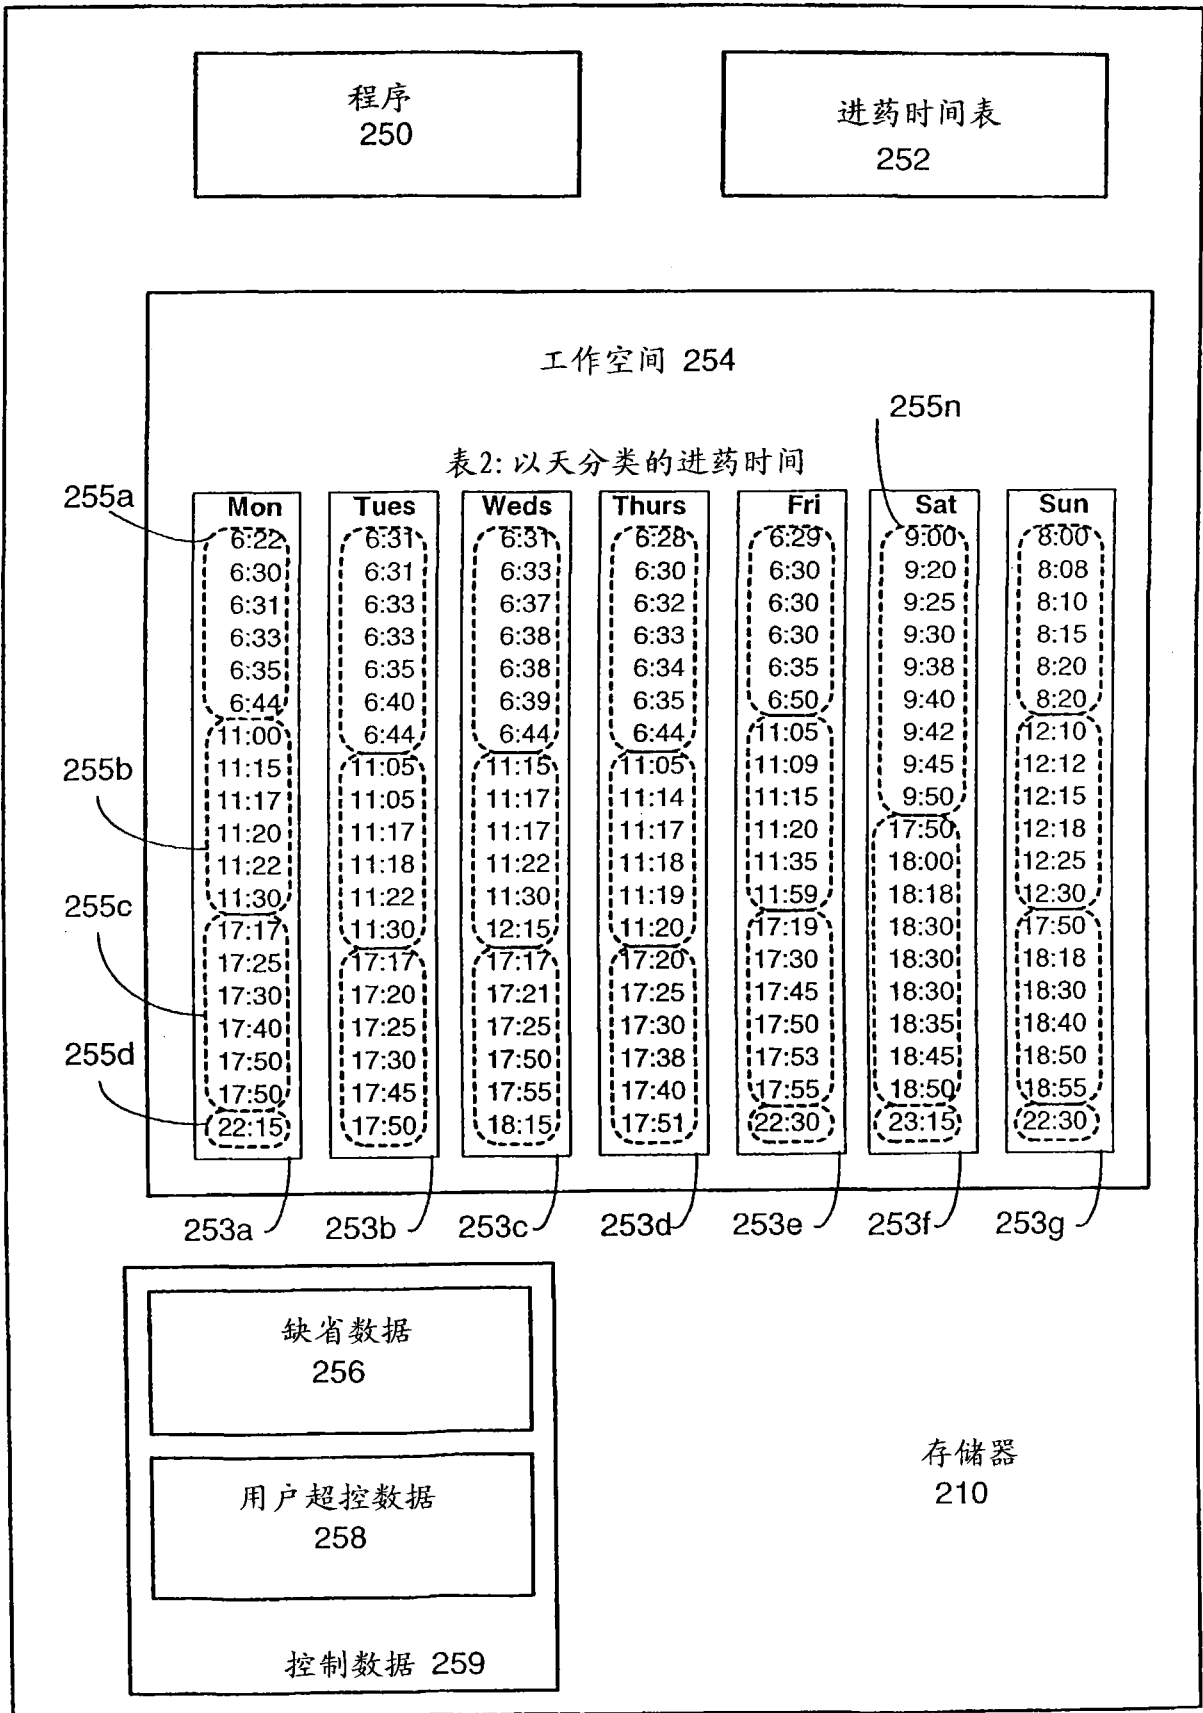 程序
250
进药时间表
252
工作空间 254
255n
表2: 以天分类的进药时间
255a
Mon Tues Weds Thurs Fri Sat Sun
6:22 6:31 6:31 6:28 6:29 9:00 8:00
6:30 6:31 6:33 6:30 6:30 9:20 8:08
6:31 6:33 6:37 6:32 6:30 9:25 8:10
6:33 6:33 6:38 6:33 6:30 9:30 8:15
6:35 6:35 6:38 6:34 6:35 9:38 8:20
6:44 6:40 6:39 6:35 6:50 9:40 8:20
11:00 6:44 6:44 6:44 11:05 9:42 12:10
255b
11:15 11:05 11:15 11:05 11:09 9:45 12:12
11:17 11:05 11:17 11:14 11:15 9:50 12:15
11:20 11:17 11:17 11:17 11:20 17:50 12:18
11:22 11:18 11:22 11:18 11:35 18:00 12:25
11:30 11:22 11:30 11:19 11:59 18:18 12:30
255c
17:17 11:30 12:15 11:20 17:19 18:30 17:50
17:25 17:17 17:17 17:20 17:30 18:30 18:18
17:30 17:20 17:21 17:25 17:45 18:30 18:30
17:40 17:25 17:25 17:30 17:50 18:35 18:40
255d
17:50 17:30 17:50 17:38 17:53 18:45 18:50
17:50 17:45 17:55 17:40 17:55 18:50 18:55
22:15 17:50 18:15 17:51 22:30 23:15 22:30
253a 253b 253c 253d 253e 253f 253g
缺省数据
256
用户超控数据
258
控制数据 259
存储器
210